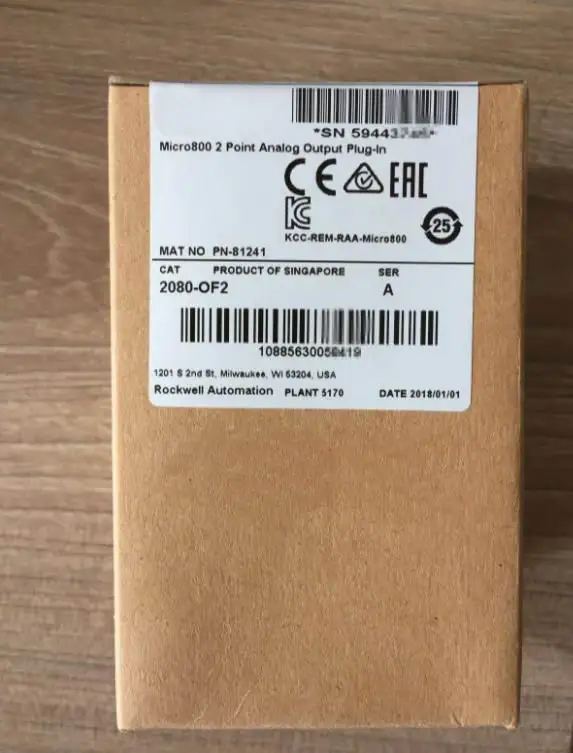 Micro800 2 Point Analog Output Plug-In
CE EAC
KC
KCC-REM-RAA-Micro800
25
MAT NO PN-81241
CAT PRODUCT OF SINGAPORE SER
2080-OF2 A
1201 S 2nd St, Milwaukee, WI 53204, USA
Rockwell Automation PLANT 5170 DATE 2018/01/01